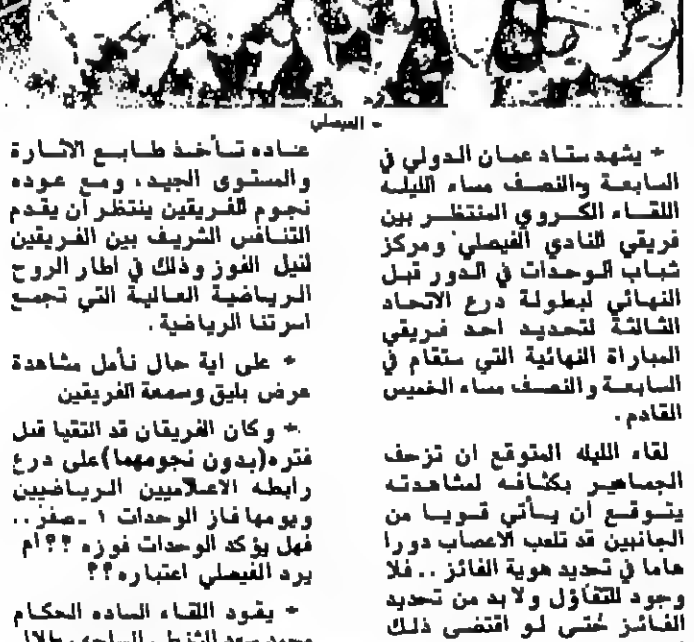 * الفيصلي
* يشهد ستاد عمان الدولي في
السابعة والنصف مساء الليله
اللقاء الكروي المنتظر بين
فريقي النادي الفيصلي ومركز
شباب الوحدات في الدور قبل
النهائي لبطولة درع الاتحاد
الثالثة لتحديد احد فريقي
المباراة النهائية التي ستقام في
السابعة والنصف مساء الخميس
القادم .
لقاء الليله المتوقع ان تزحف
الجماهير بكثافه لمشاهدته
يتوقع ان يأتي قويا من
الجانبين قد تلعب الاعصاب دورا
هاما في تحديد هوية الفائز .. فلا
وجود للتفاؤل ولابد من تحديد
الفائز حتى لو اقتضى ذلك
عناده تأخذ طابع الاثارة
والمستوى الجيد، ومع عوده
نجوم الفريقين ينتظر أن يقدم
التنافس الشريف بين الفريقين
لنيل الفوز وذلك في اطار الروح
الرياضية العالية التي تجمع
اسرتنا الرياضية .
* على اية حال نأمل مشاهدة
عرض يليق وسمعة الفريقين
* وكان الفريقان قد التقيا قبل
فتره (بدون نجومهما) على درع
رابطه الاعلاميين الرياضيين
ويومها فاز الوحدات ١ ـ صفر ..
فهل يؤكد الوحدات فوزه ؟؟ أم
يرد الفيصلي اعتباره ؟؟
* يقود اللقاء الساده الحكام